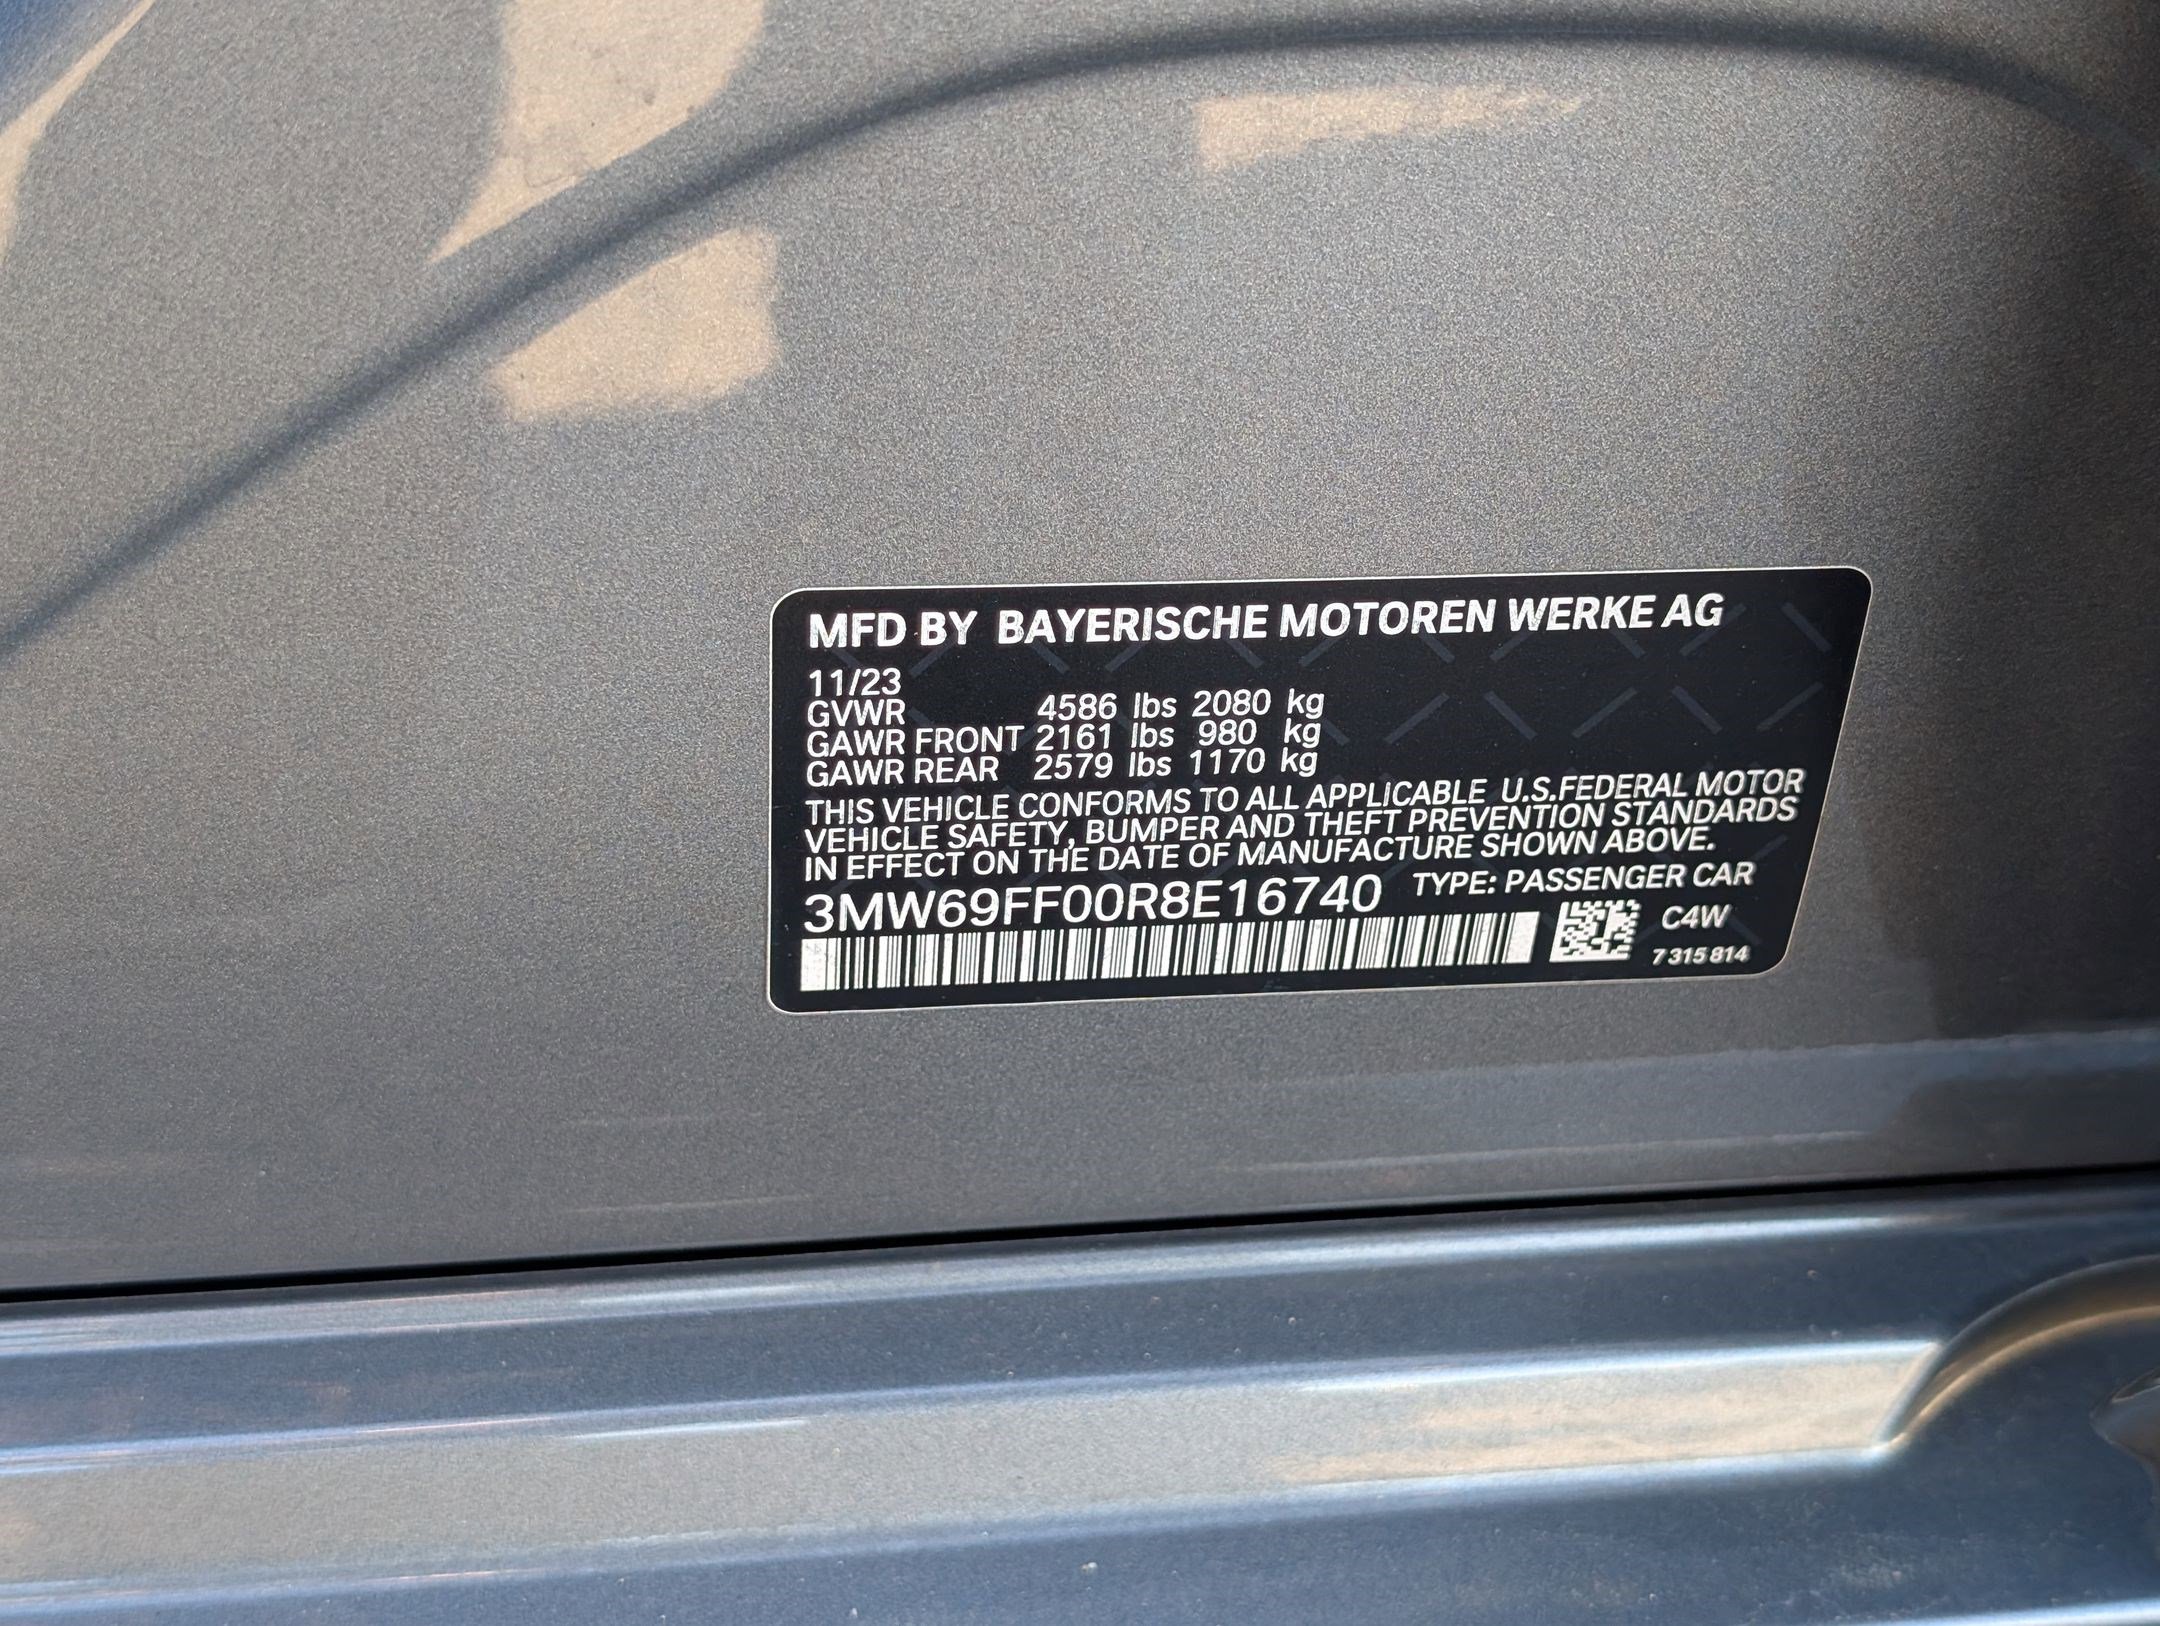 MFD BY BAYERISCHE MOTOREN WERKE AG
11/23
GVWR 4586 lbs 2080 kg
GAWR FRONT 2161 lbs 980 kg
GAWR REAR 2579 lbs 1170 kg
THIS VEHICLE CONFORMS TO ALL APPLICABLE U.S.FEDERAL MOTOR
VEHICLE SAFETY, BUMPER AND THEFT PREVENTION STANDARDS
IN EFFECT ON THE DATE OF MANUFACTURE SHOWN ABOVE.
3MW69FF00R8E16740 TYPE: PASSENGER CAR
C4W
7 315 814